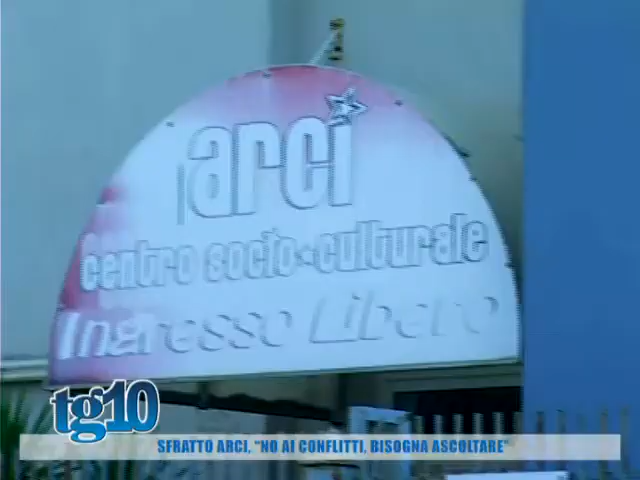 arci
Centro socio-culturale
Ingresso Libero
tg10
SFRATTO ARCI, "NO AI CONFLITTI, BISOGNA ASCOLTARE"